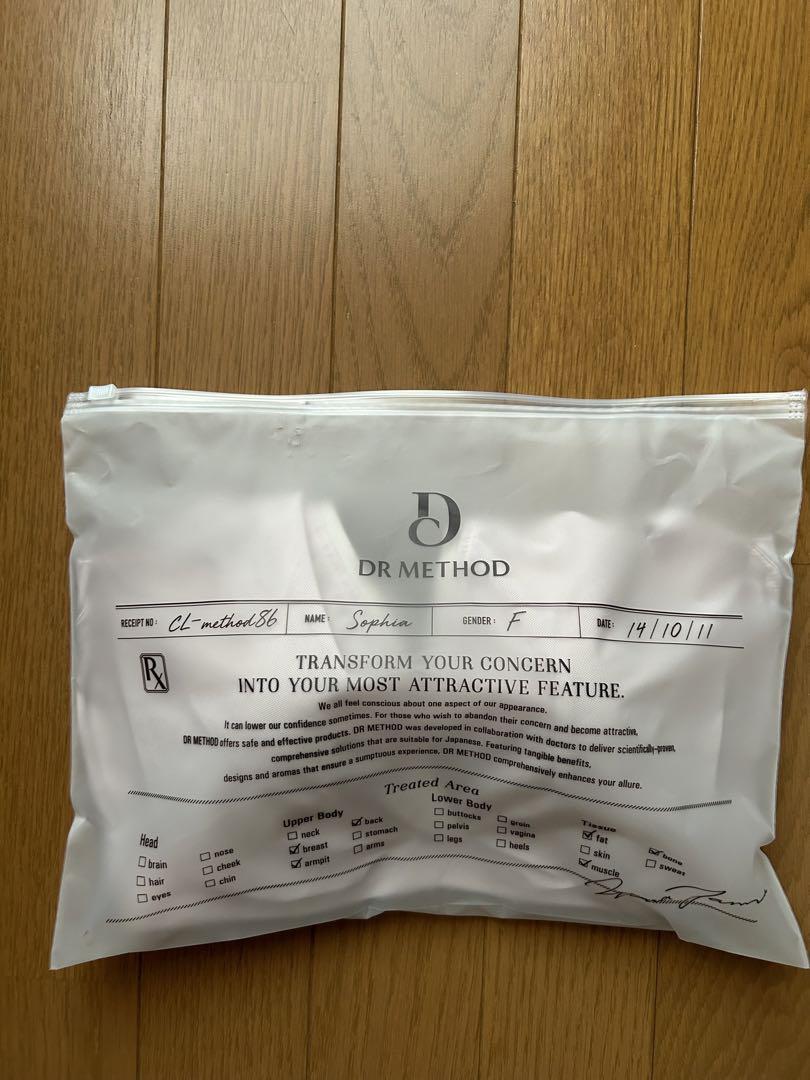 DR METHOD
RECEIPT NO: CL-method86 NAME: Sophia GENDER: F DATE: 14/10/11
Rx
TRANSFORM YOUR CONCERN
INTO YOUR MOST ATTRACTIVE FEATURE.
We all feel conscious about one aspect of our appearance.
It can lower our confidence sometimes. For those who wish to abandon their concern and become attractive,
DR METHOD offers safe and effective products. DR METHOD was developed in collaboration with doctors to deliver scientifically-proven,
comprehensive solutions that are suitable for Japanese. Featuring tangible benefits,
designs and aromas that ensure a sumptuous experience, DR METHOD comprehensively enhances your allure.
Treated Area
Head
brain
hair
eyes
nose
cheek
chin
Upper Body
neck
breast
armpit
back
stomach
arms
Lower Body
buttocks
pelvis
legs
groin
vagina
heels
Tissue
fat
skin
muscle
bone
sweat